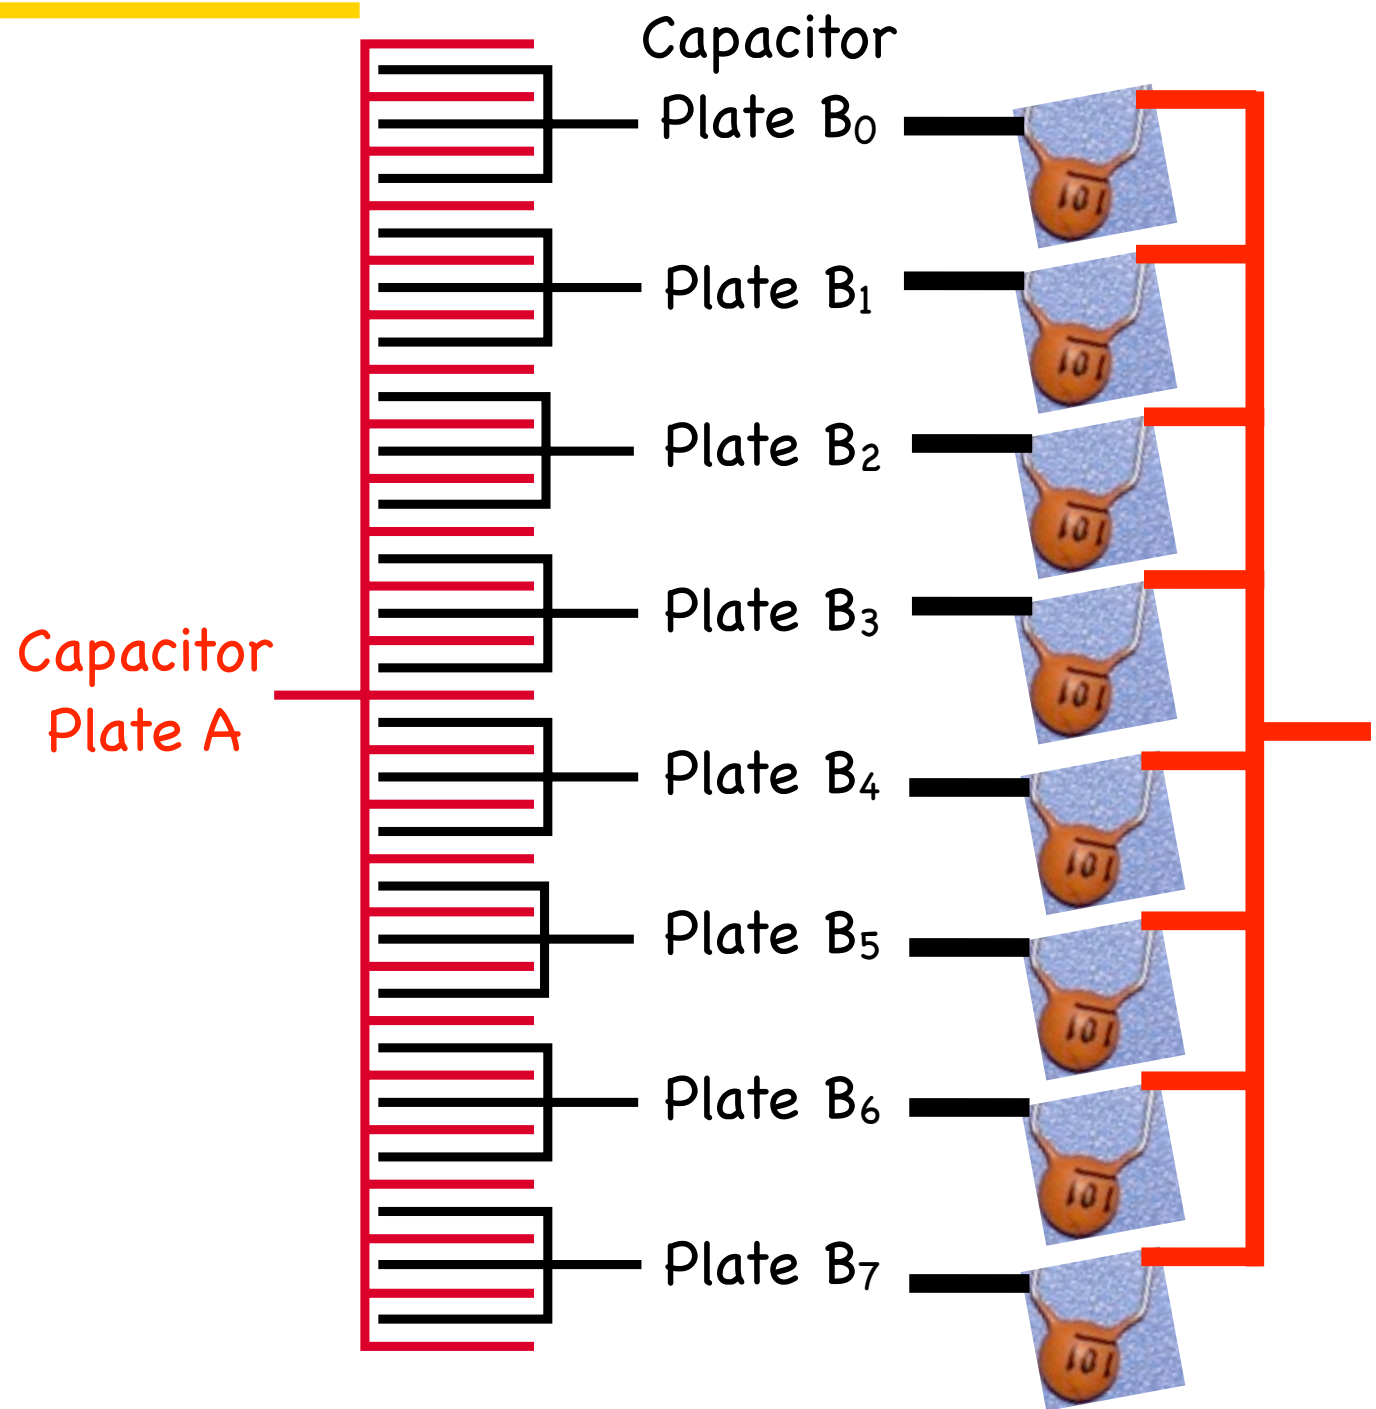 Capacitor
Plate B₀
Plate B₁
Plate B₂
Plate B₃
Capacitor
Plate A
Plate B₄
Plate B₅
Plate B₆
Plate B₇
101
101
101
101
101
101
101
101